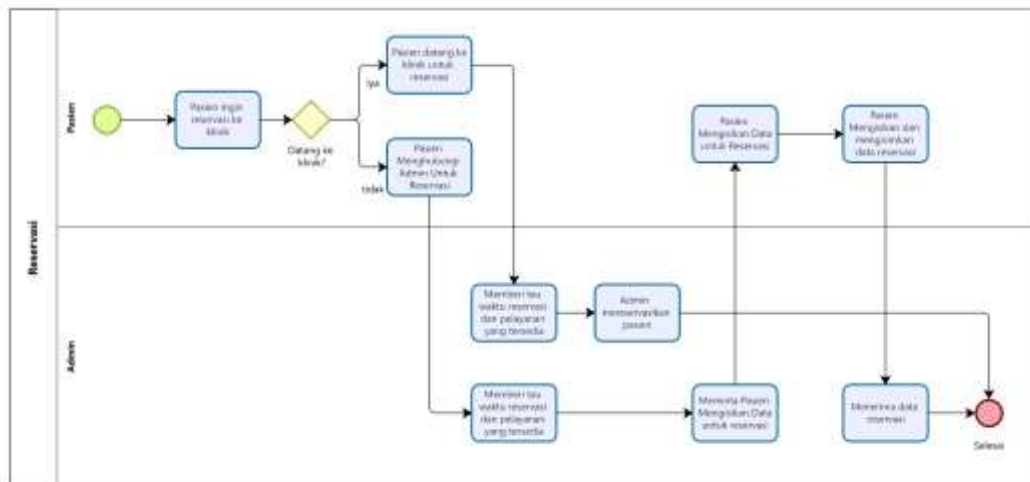 Reservasi
Pasien
Pasien ingin
reservasi ke
klinik
Datang ke
klinik?
Iya
Pasien datang ke
klinik untuk
reservasi
tidak
Pasien
Menghubungi
Admin Untuk
Reservasi
Pasien
Mengisikan Data
untuk Reservasi
Pasien
Mengisikan dan
mengirimkan
data reservasi
Admin
Memberi tau
waktu reservasi
dan pelayanan
yang tersedia
Admin
mereservasikan
pasien
Memberi tau
waktu reservasi
dan pelayanan
yang tersedia
Meminta Pasien
Mengisikan Data
untuk reservasi
Menerima data
reservasi
Selesai